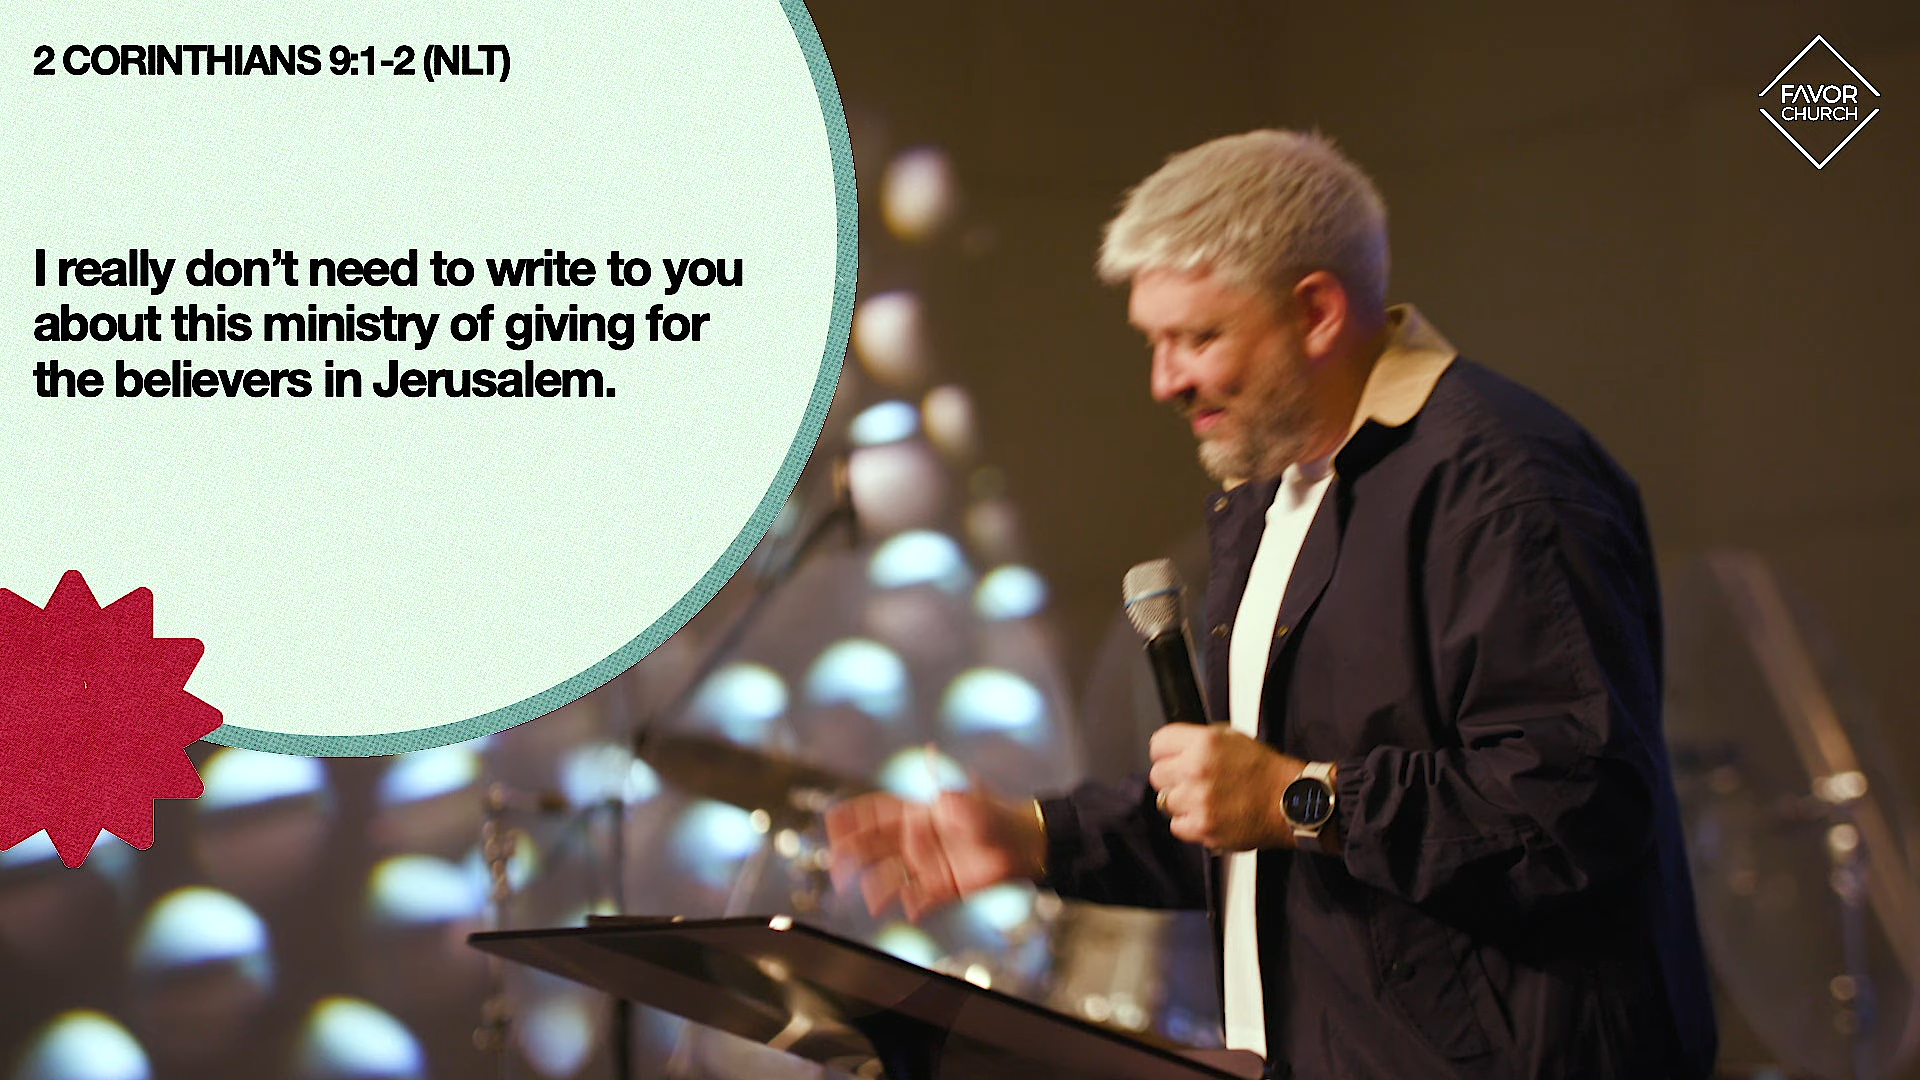 2 CORINTHIANS 9:1-2 (NLT)
I really don’t need to write to you
about this ministry of giving for
the believers in Jerusalem.
FAVOR
CHURCH